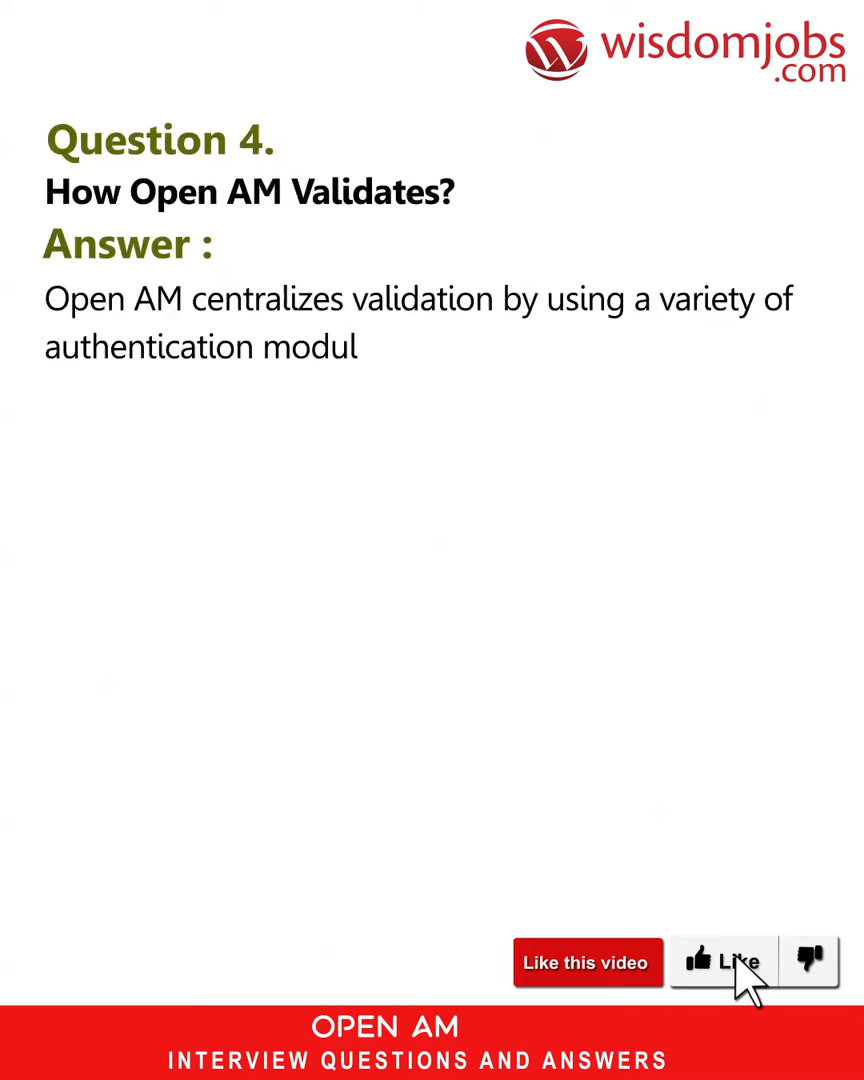 wisdomjobs
.com
Question 4.
How Open AM Validates?
Answer :
Open AM centralizes validation by using a variety of
authentication modul
Like this video
Like
OPEN AM
INTERVIEW QUESTIONS AND ANSWERS